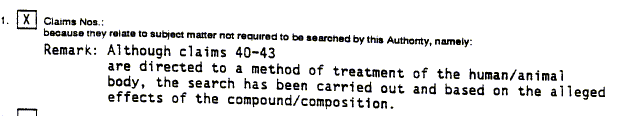 1. [X] Claims Nos.:
because they relate to subject matter not required to be searched by this Authority, namely:
Remark: Although claims 40-43
are directed to a method of treatment of the human/animal
body, the search has been carried out and based on the alleged
effects of the compound/composition.